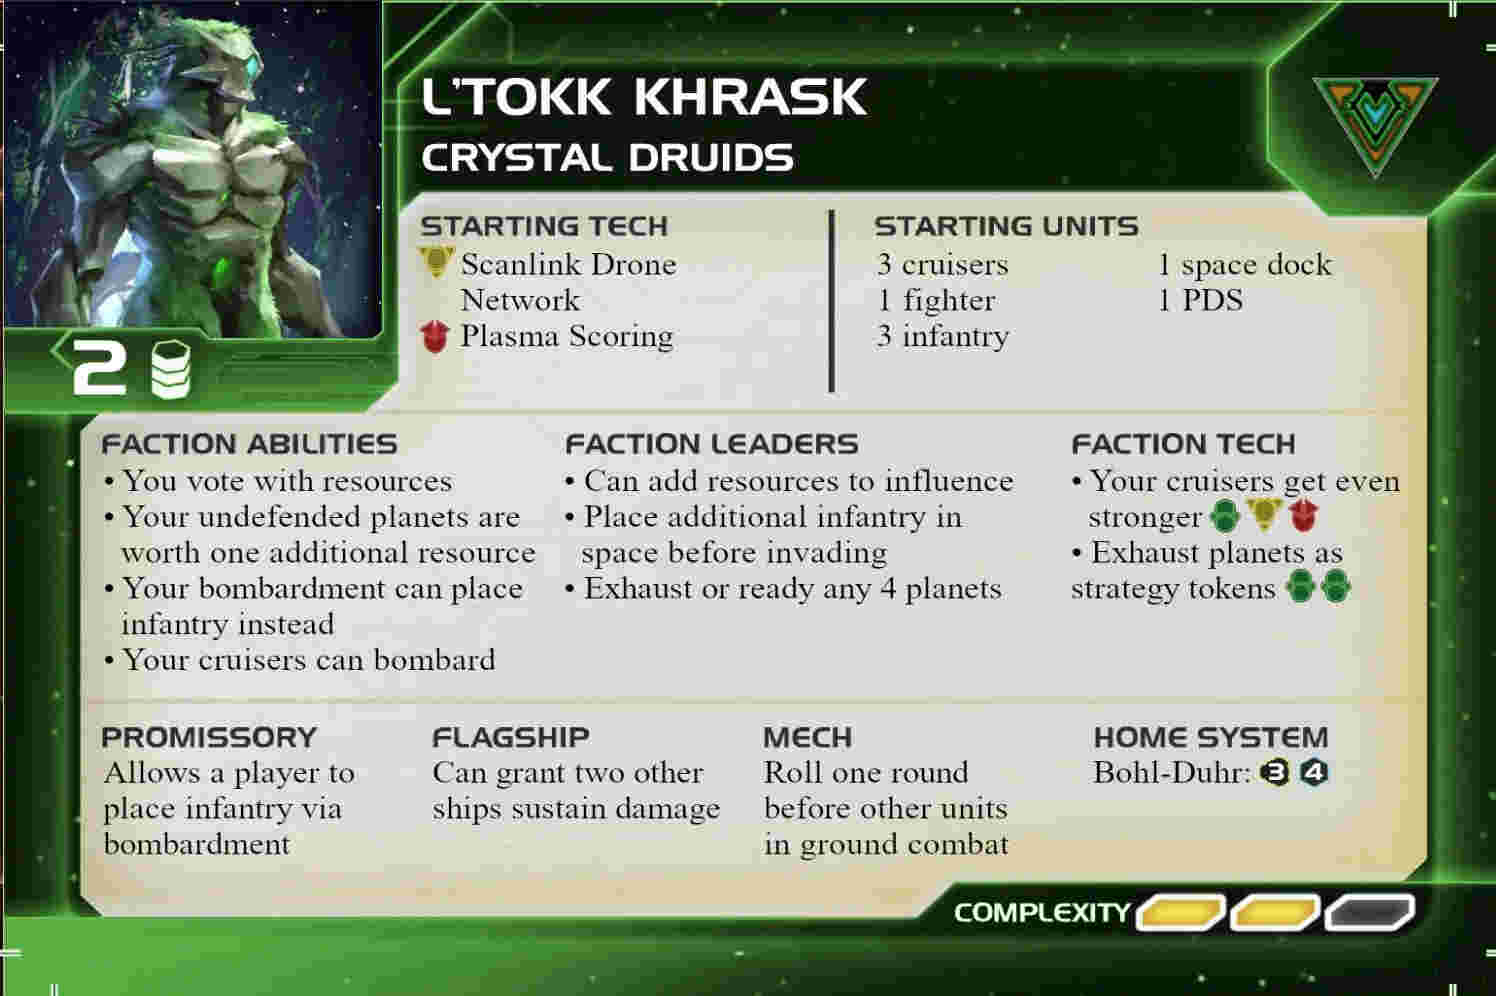 L'TOKK KHRASK
CRYSTAL DRUIDS
2
STARTING TECH
Scanlink Drone
Network
Plasma Scoring
STARTING UNITS
3 cruisers
1 fighter
3 infantry
1 space dock
1 PDS
FACTION ABILITIES
• You vote with resources
• Your undefended planets are
worth one additional resource
• Your bombardment can place
infantry instead
• Your cruisers can bombard
FACTION LEADERS
• Can add resources to influence
• Place additional infantry in
space before invading
• Exhaust or ready any 4 planets
FACTION TECH
• Your cruisers get even
stronger
• Exhaust planets as
strategy tokens
PROMISSORY
Allows a player to
place infantry via
bombardment
FLAGSHIP
Can grant two other
ships sustain damage
MECH
Roll one round
before other units
in ground combat
HOME SYSTEM
Bohl-Duhr: 3 4
COMPLEXITY